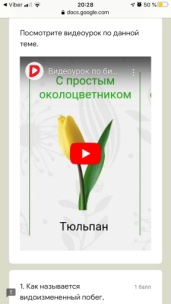 Viber
20:28
50 %
docs.google.com
Посмотрите видеоурок по данной
теме.
Видеоурок по би...
С простым
околоцветником
Тюльпан
1. Как называется
1 балл
видоизмененный побег,